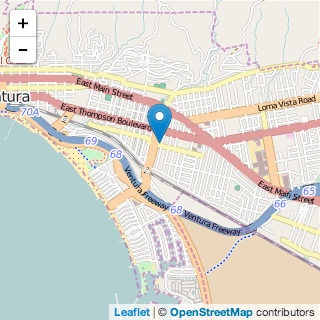 +
−
East Main Street
Loma Vista Road
ntura
70A
East Thompson Boulevard
69
68
Ventura Freeway
East Main Street
65
66
68
Ventura Freeway
Leaflet | © OpenStreetMap contributors